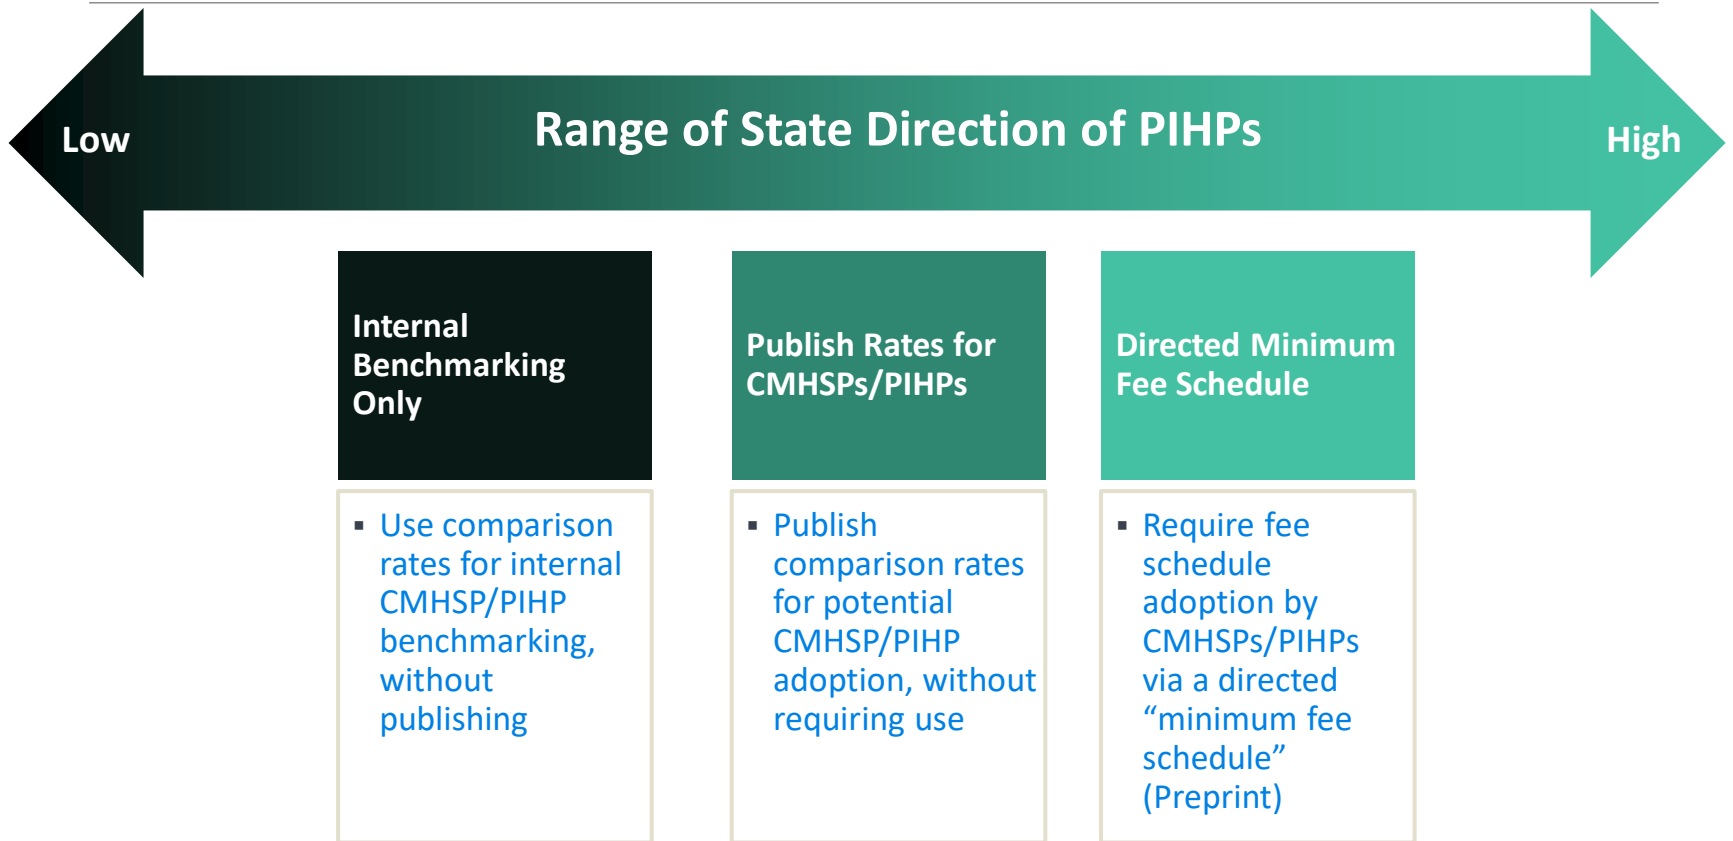 Low
Range of State Direction of PIHPs
High
Internal
Benchmarking
Only
▪ Use comparison
rates for internal
CMHSP/PIHP
benchmarking,
without
publishing
Publish Rates for
CMHSPs/PIHPs
▪ Publish
comparison rates
for potential
CMHSP/PIHP
adoption, without
requiring use
Directed Minimum
Fee Schedule
▪ Require fee
schedule
adoption by
CMHSPs/PIHPs
via a directed
“minimum fee
schedule”
(Preprint)